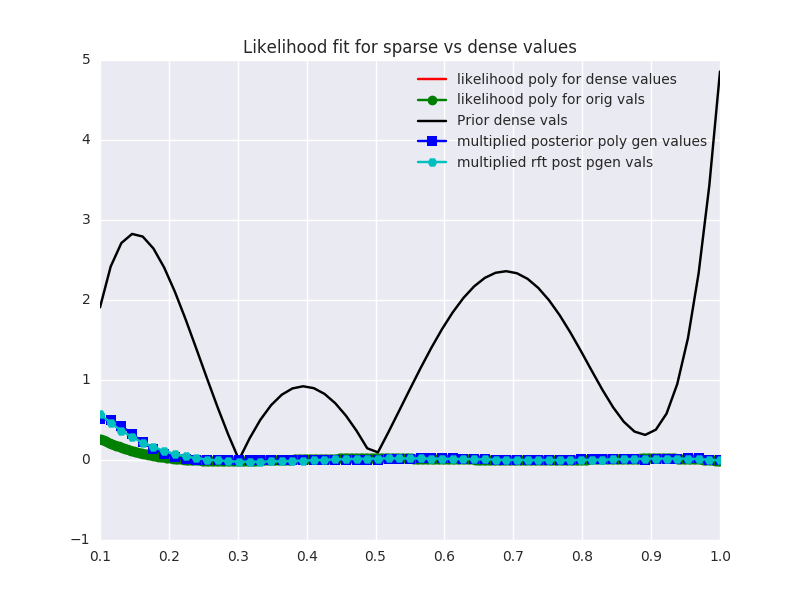 Likelihood fit for sparse vs dense values
likelihood poly for dense values
likelihood poly for orig vals
Prior dense vals
multiplied posterior poly gen values
multiplied rft post pgen vals
5
4
3
2
1
0
−1
0.1 0.2 0.3 0.4 0.5 0.6 0.7 0.8 0.9 1.0